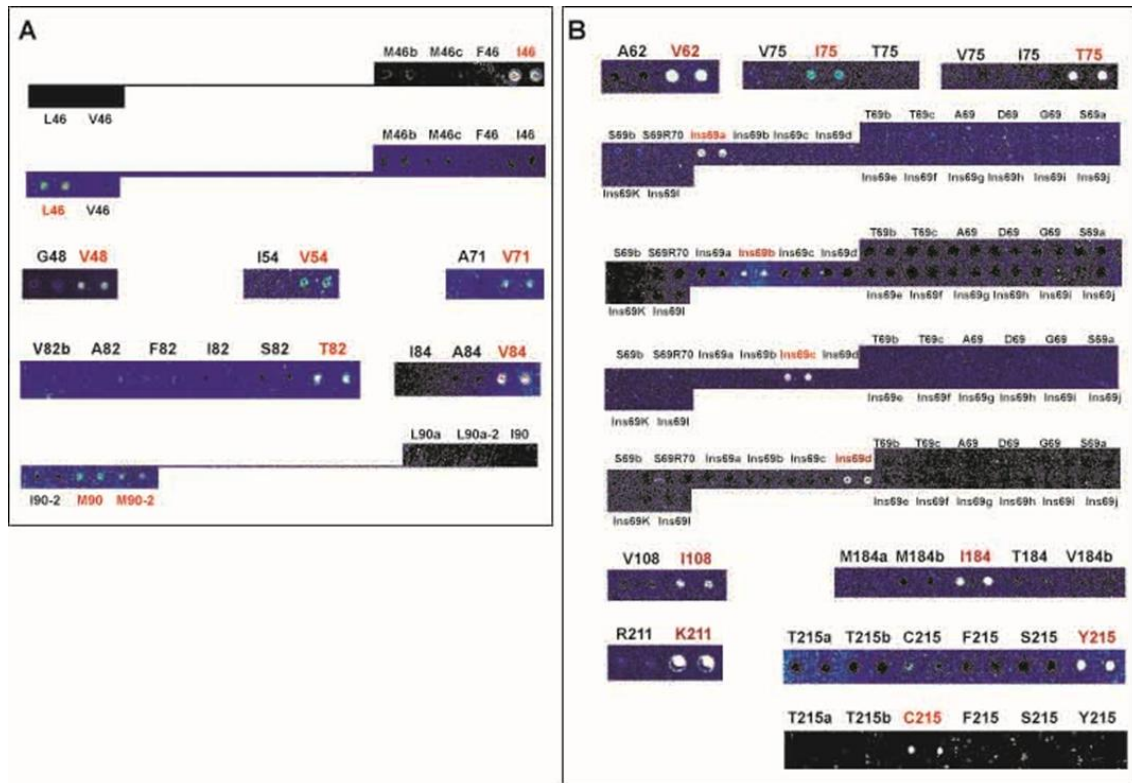 A
M46b M46c F46 I46
L46 V46
M46b M46c F46 I46
L46 V46
G48 V48 I54 V54 A71 V71
V82b A82 F82 I82 S82 T82 I84 A84 V84
L90a L90a-2 I90
I90-2 M90 M90-2
B
A62 V62 V75 I75 T75 V75 I75 T75
T69b T69c A69 D69 G69 S69a
S69b S69R70 Ins69a Ins69b Ins69c Ins69d
Ins69e Ins69f Ins69g Ins69h Ins69i Ins69j
Ins69K Ins69l
T69b T69c A69 D69 G69 S69a
S69b S69R70 Ins69a Ins69b Ins69c Ins69d
Ins69e Ins69f Ins69g Ins69h Ins69i Ins69j
Ins69K Ins69l
T69b T69c A69 D69 G69 S69a
S69b S69R70 Ins69a Ins69b Ins69c Ins69d
Ins69e Ins69f Ins69g Ins69h Ins69i Ins69j
Ins69K Ins69l
T69b T69c A69 D69 G69 S69a
S69b S69R70 Ins69a Ins69b Ins69c Ins69d
Ins69e Ins69f Ins69g Ins69h Ins69i Ins69j
Ins69K Ins69l
V108 I108 M184a M184b I184 T184 V184b
R211 K211 T215a T215b C215 F215 S215 Y215
T215a T215b C215 F215 S215 Y215